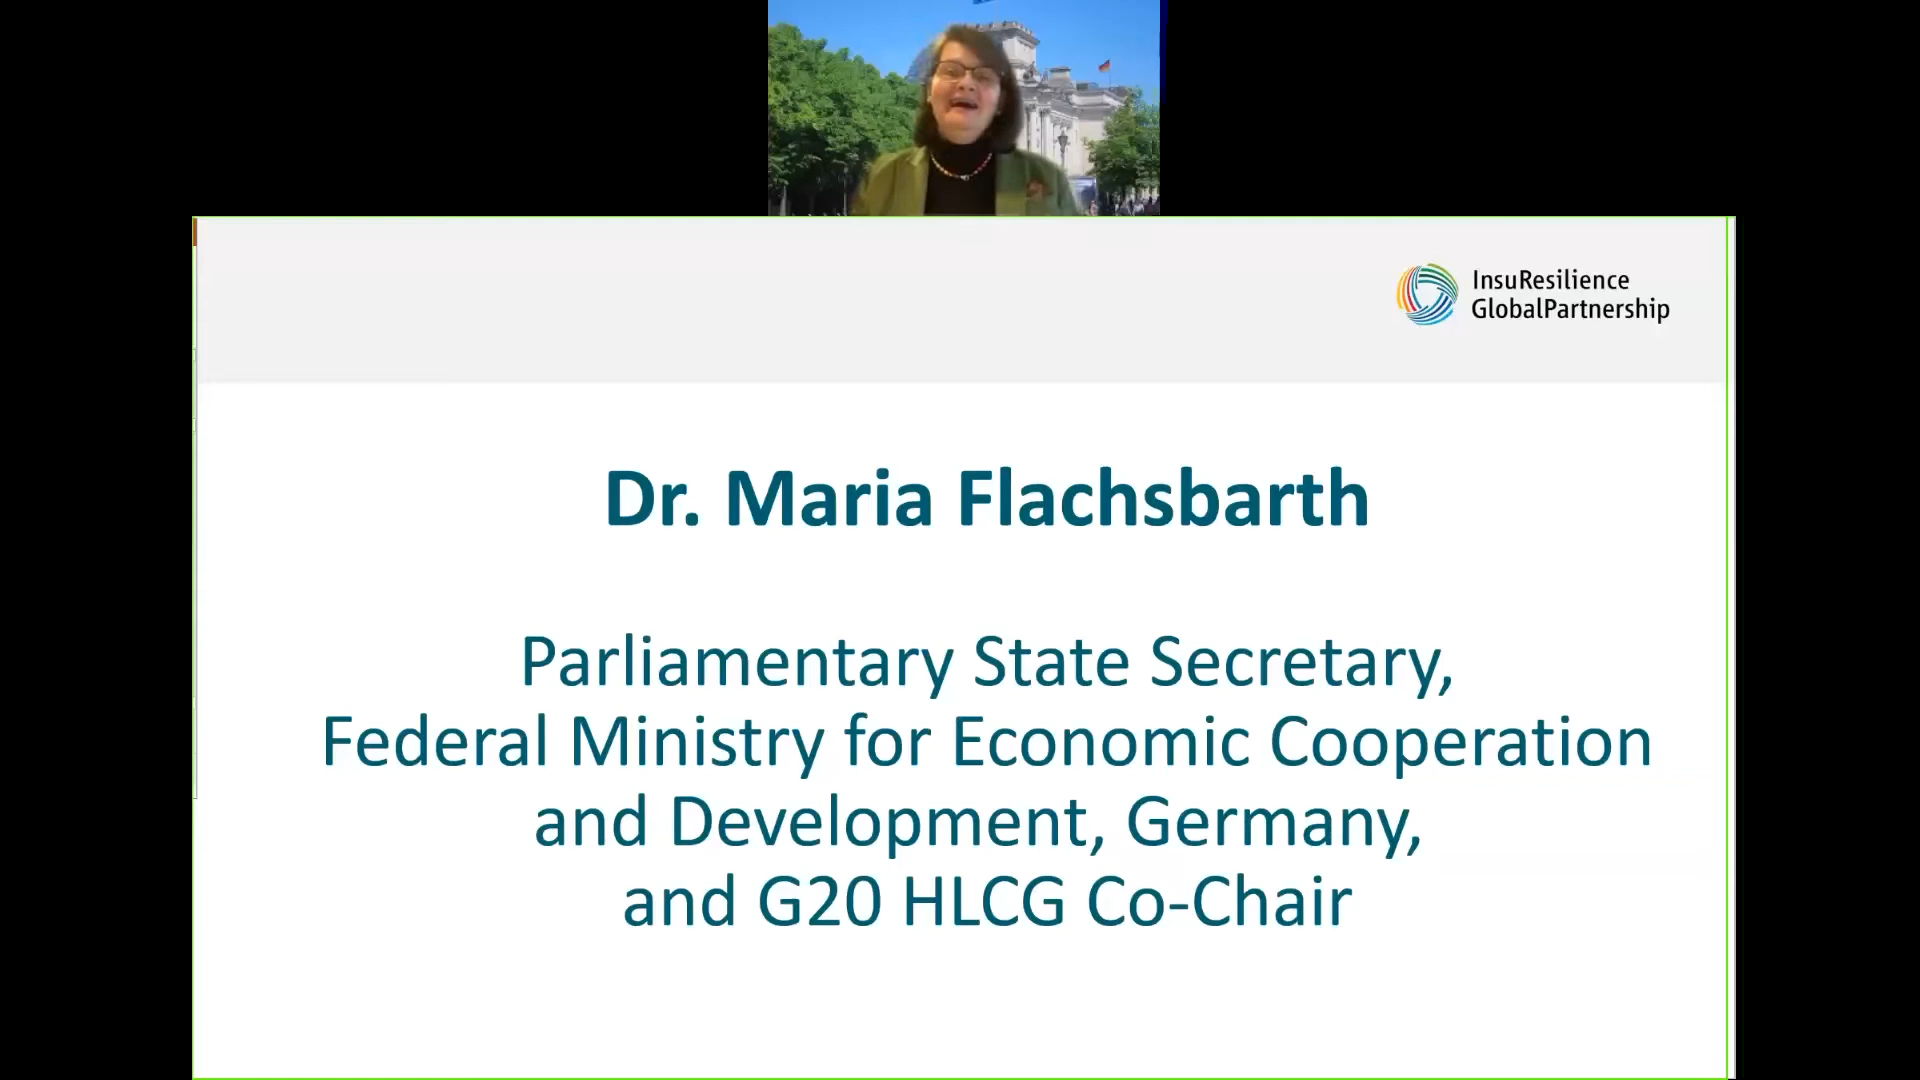 InsuResilience
GlobalPartnership
Dr. Maria Flachsbarth
Parliamentary State Secretary,
Federal Ministry for Economic Cooperation
and Development, Germany,
and G20 HLCG Co-Chair